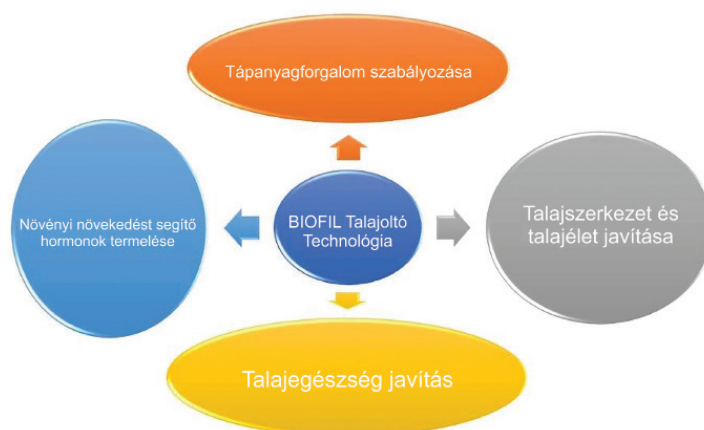 Tápanyagforgalom szabályozása
Növényi növekedést segítő
hormonok termelése
BIOFIL Talajoltó
Technológia
Talajszerkezet és
talajélet javítása
Talajegészség javítás